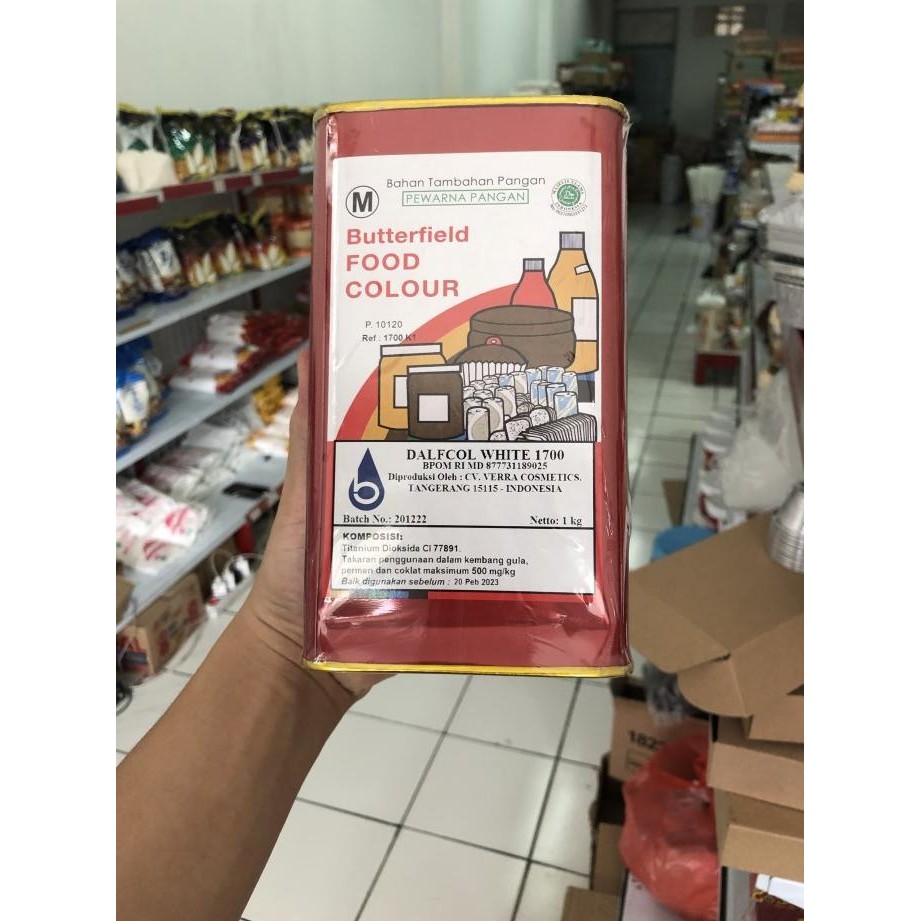 M
Bahan Tambahan Pangan
PEWARNA PANGAN
Butterfield
FOOD
COLOUR
P. 10120
Ref : 1700 K1
DALFCOL WHITE 1700
BPOM RI MD 877731189025
Diproduksi Oleh : CV. VERRA COSMETICS.
TANGERANG 15115 - INDONESIA
Batch No.: 201222 Netto: 1 kg
KOMPOSISI:
Titanium Dioksida CI 77891.
Takaran penggunaan dalam kembang gula,
permen dan coklat maksimum 500 mg/kg
Baik digunakan sebelum : 20 Peb 2023
182